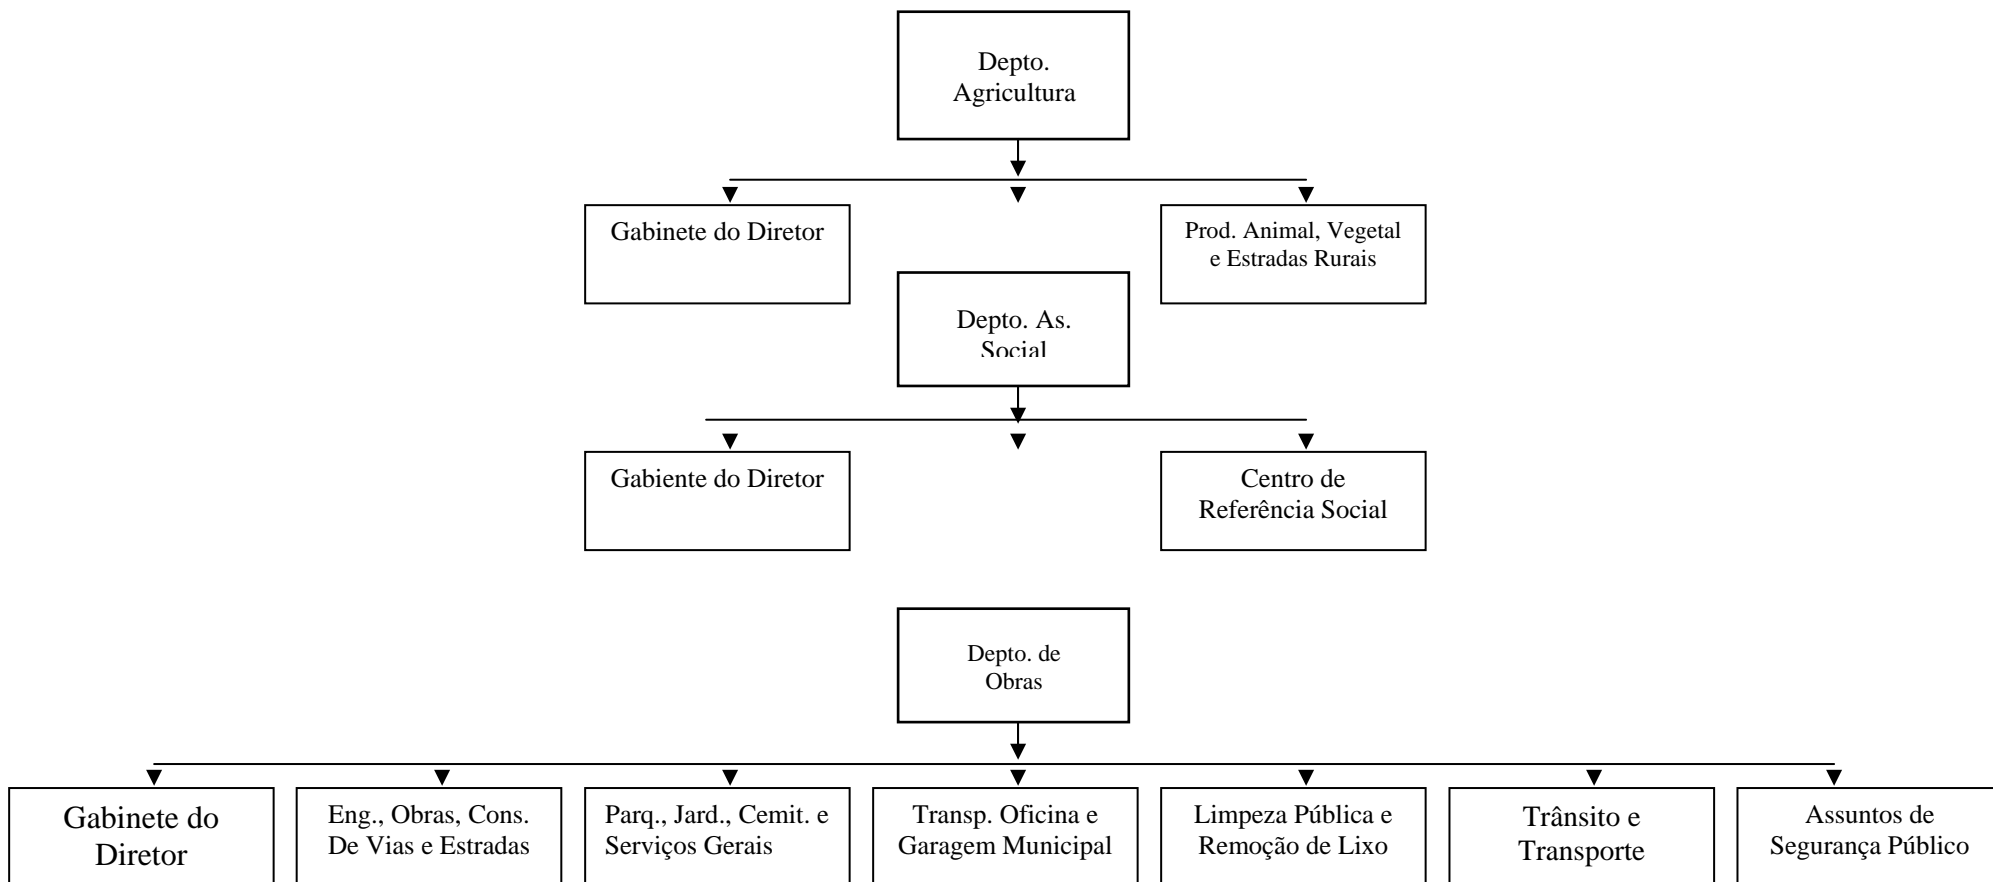 Depto.
Agricultura
Gabinete do Diretor
Prod. Animal, Vegetal
e Estradas Rurais
Depto. As.
Social
Gabiente do Diretor
Centro de
Referência Social
Depto. de
Obras
Gabinete do
Diretor
Eng., Obras, Cons.
De Vias e Estradas
Parq., Jard., Cemit. e
Serviços Gerais
Transp. Oficina e
Garagem Municipal
Limpeza Pública e
Remoção de Lixo
Trânsito e
Transporte
Assuntos de
Segurança Público